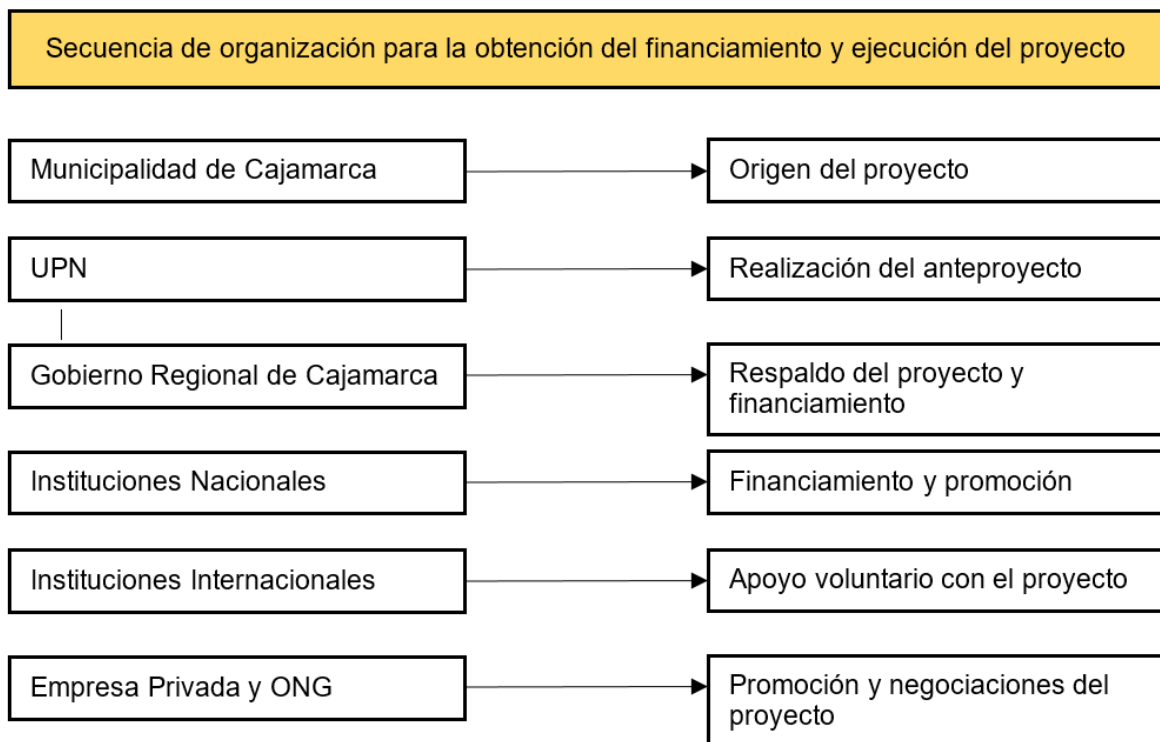 Secuencia de organización para la obtención del financiamiento y ejecución del proyecto
Municipalidad de Cajamarca
Origen del proyecto
UPN
Realización del anteproyecto
Gobierno Regional de Cajamarca
Respaldo del proyecto y
financiamiento
Instituciones Nacionales
Financiamiento y promoción
Instituciones Internacionales
Apoyo voluntario con el proyecto
Empresa Privada y ONG
Promoción y negociaciones del
proyecto